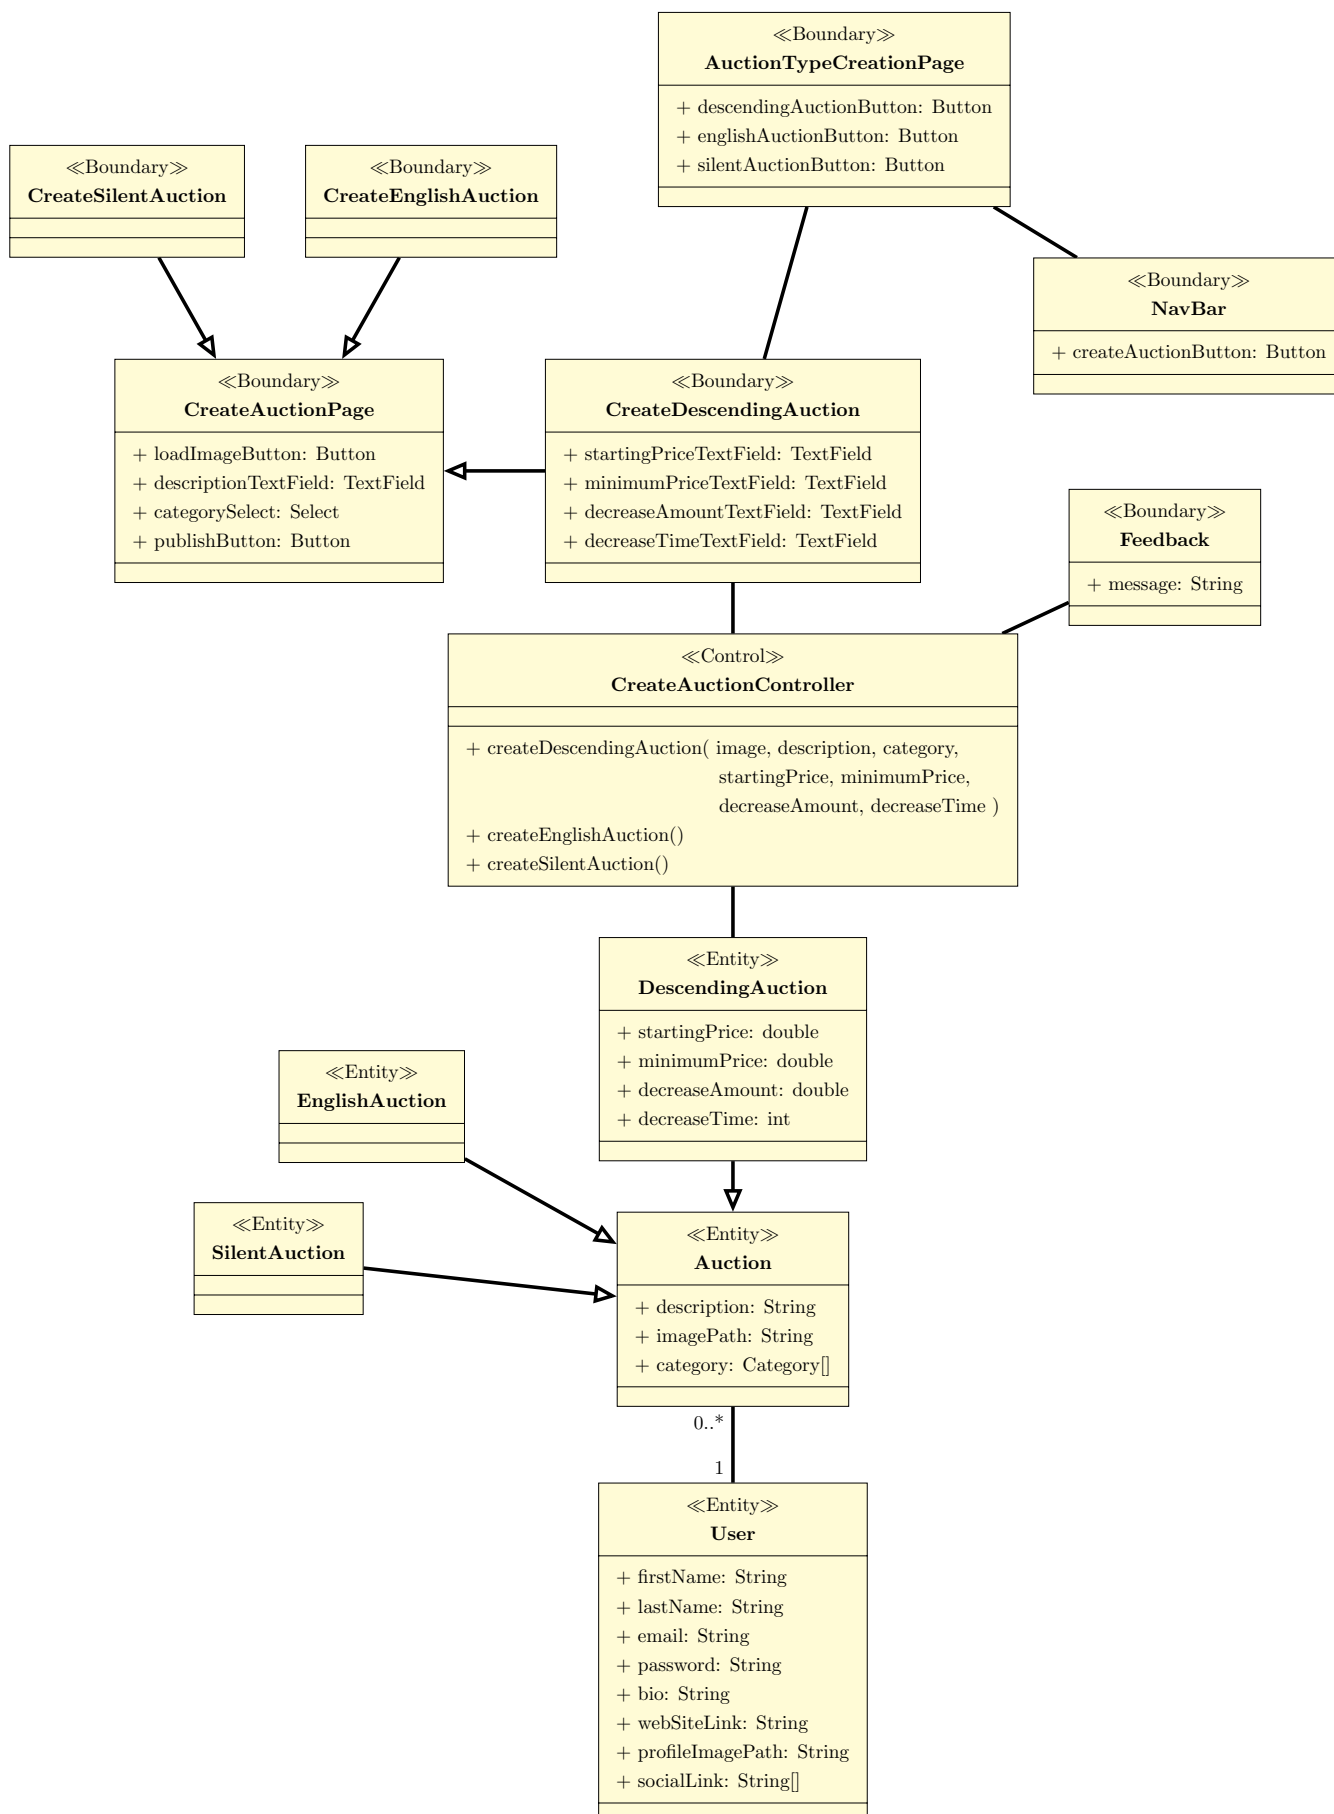 ≪Boundary≫
AuctionTypeCreationPage
+ descendingAuctionButton: Button
+ englishAuctionButton: Button
+ silentAuctionButton: Button
≪Boundary≫
CreateSilentAuction
≪Boundary≫
CreateEnglishAuction
≪Boundary≫
NavBar
+ createAuctionButton: Button
≪Boundary≫
CreateAuctionPage
+ loadImageButton: Button
+ descriptionTextField: TextField
+ categorySelect: Select
+ publishButton: Button
≪Boundary≫
CreateDescendingAuction
+ startingPriceTextField: TextField
+ minimumPriceTextField: TextField
+ decreaseAmountTextField: TextField
+ decreaseTimeTextField: TextField
≪Boundary≫
Feedback
+ message: String
≪Control≫
CreateAuctionController
+ createDescendingAuction( image, description, category,
startingPrice, minimumPrice,
decreaseAmount, decreaseTime )
+ createEnglishAuction()
+ createSilentAuction()
≪Entity≫
DescendingAuction
+ startingPrice: double
+ minimumPrice: double
+ decreaseAmount: double
+ decreaseTime: int
≪Entity≫
EnglishAuction
≪Entity≫
SilentAuction
≪Entity≫
Auction
+ description: String
+ imagePath: String
+ category: Category[]
0..*
1
≪Entity≫
User
+ firstName: String
+ lastName: String
+ email: String
+ password: String
+ bio: String
+ webSiteLink: String
+ profileImagePath: String
+ socialLink: String[]